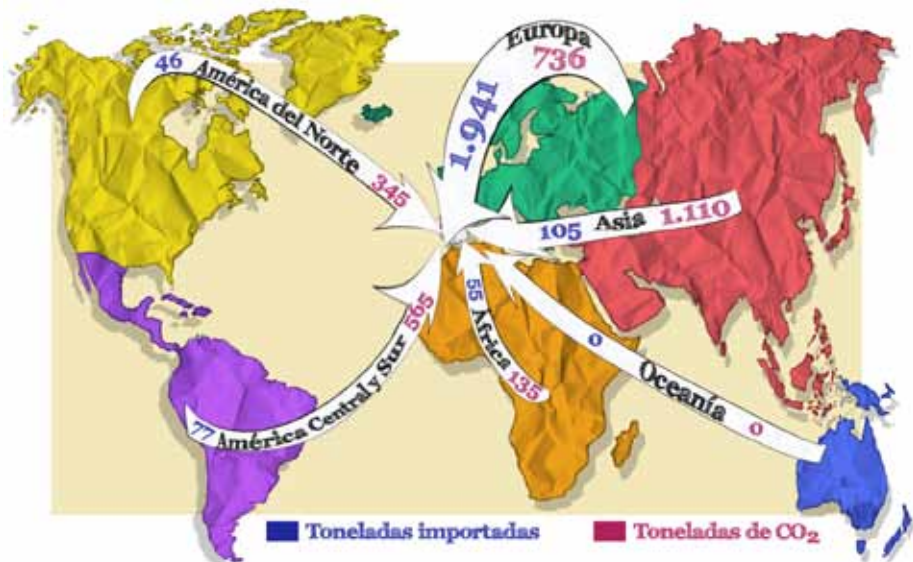 46 América del Norte 345
Europa
736
1.941
105 Asia 1.110
55 África 135
77 América Central y Sur 565
0 Oceanía 0
Toneladas importadas
Toneladas de CO₂